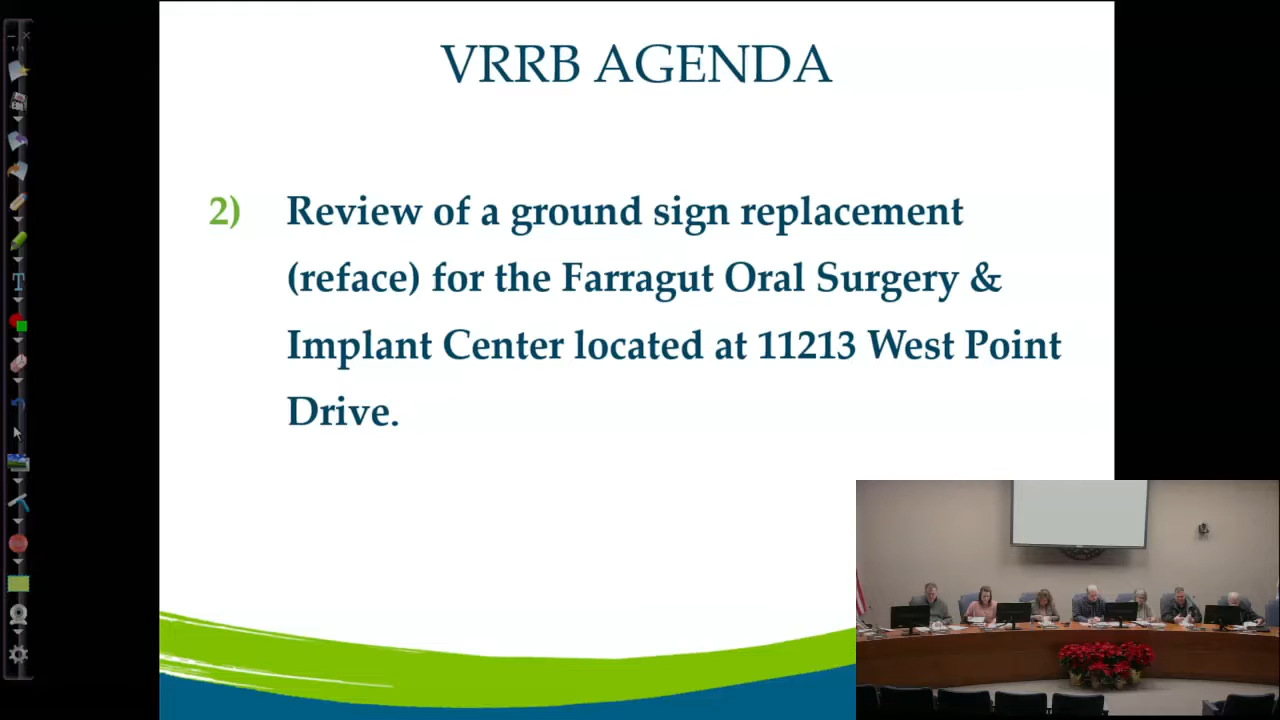 VRRB AGENDA
2) Review of a ground sign replacement
(reface) for the Farragut Oral Surgery &
Implant Center located at 11213 West Point
Drive.